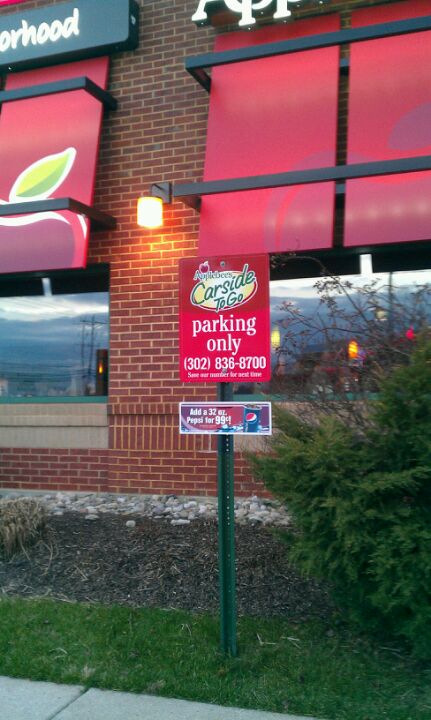 orhood
App
Applebee's
Carside
To Go
parking
only
(302) 836-8700
Save our number for next time
Add a 32 oz.
Pepsi for 99¢!